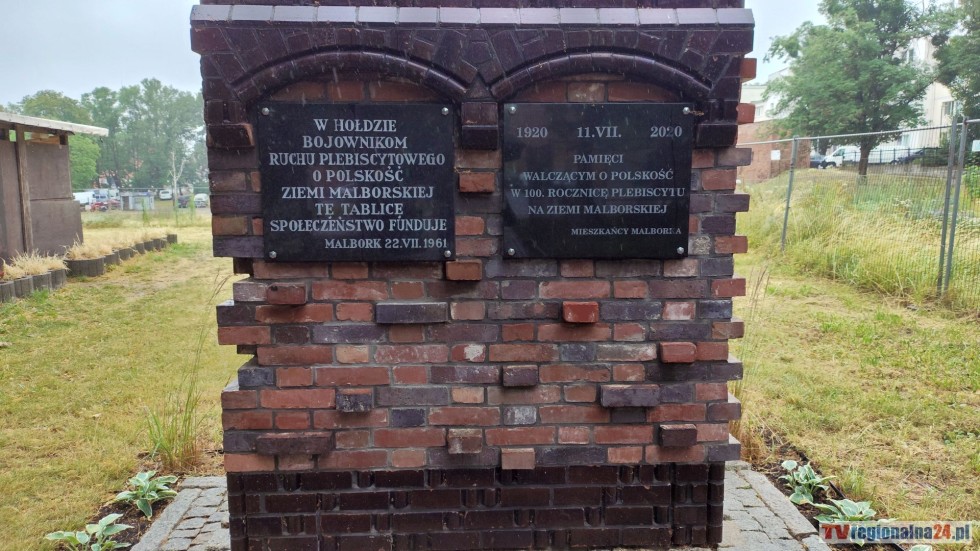 W HOŁDZIE
BOJOWNIKOM
RUCHU PLEBISCYTOWEGO
O POLSKOŚĆ
ZIEMI MALBORSKIEJ
TE TABLICĘ
SPOŁECZEŃSTWO FUNDUJE
MALBORK 22.VII.1961
1920 11.VII. 2020
PAMIĘCI
WALCZĄCYM O POLSKOŚĆ
W 100. ROCZNICĘ PLEBISCYTU
NA ZIEMI MALBORSKIEJ
MIESZKAŃCY MALBORKA
TVregionalna24.pl